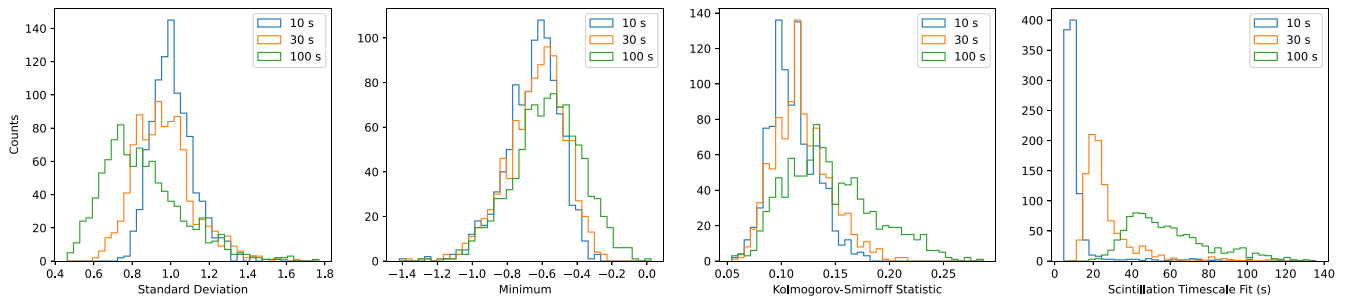 140
120
100
80
60
40
20
0
Counts
0.4 0.6 0.8 1.0 1.2 1.4 1.6 1.8
Standard Deviation
10 s
30 s
100 s
100
80
60
40
20
0
−1.4 −1.2 −1.0 −0.8 −0.6 −0.4 −0.2 0.0
Minimum
10 s
30 s
100 s
140
120
100
80
60
40
20
0
0.05 0.10 0.15 0.20 0.25
Kolmogorov-Smirnoff Statistic
10 s
30 s
100 s
400
350
300
250
200
150
100
50
0
0 20 40 60 80 100 120 140
Scintillation Timescale Fit (s)
10 s
30 s
100 s